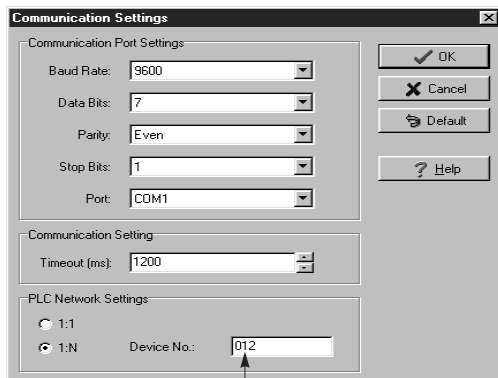 Communication Settings
Communication Port Settings
Baud Rate: 9600
Data Bits: 7
Parity: Even
Stop Bits: 1
Port: COM1
Communication Setting
Timeout (ms): 1200
PLC Network Settings
1:1
1:N Device No.: 012
OK
Cancel
Default
Help